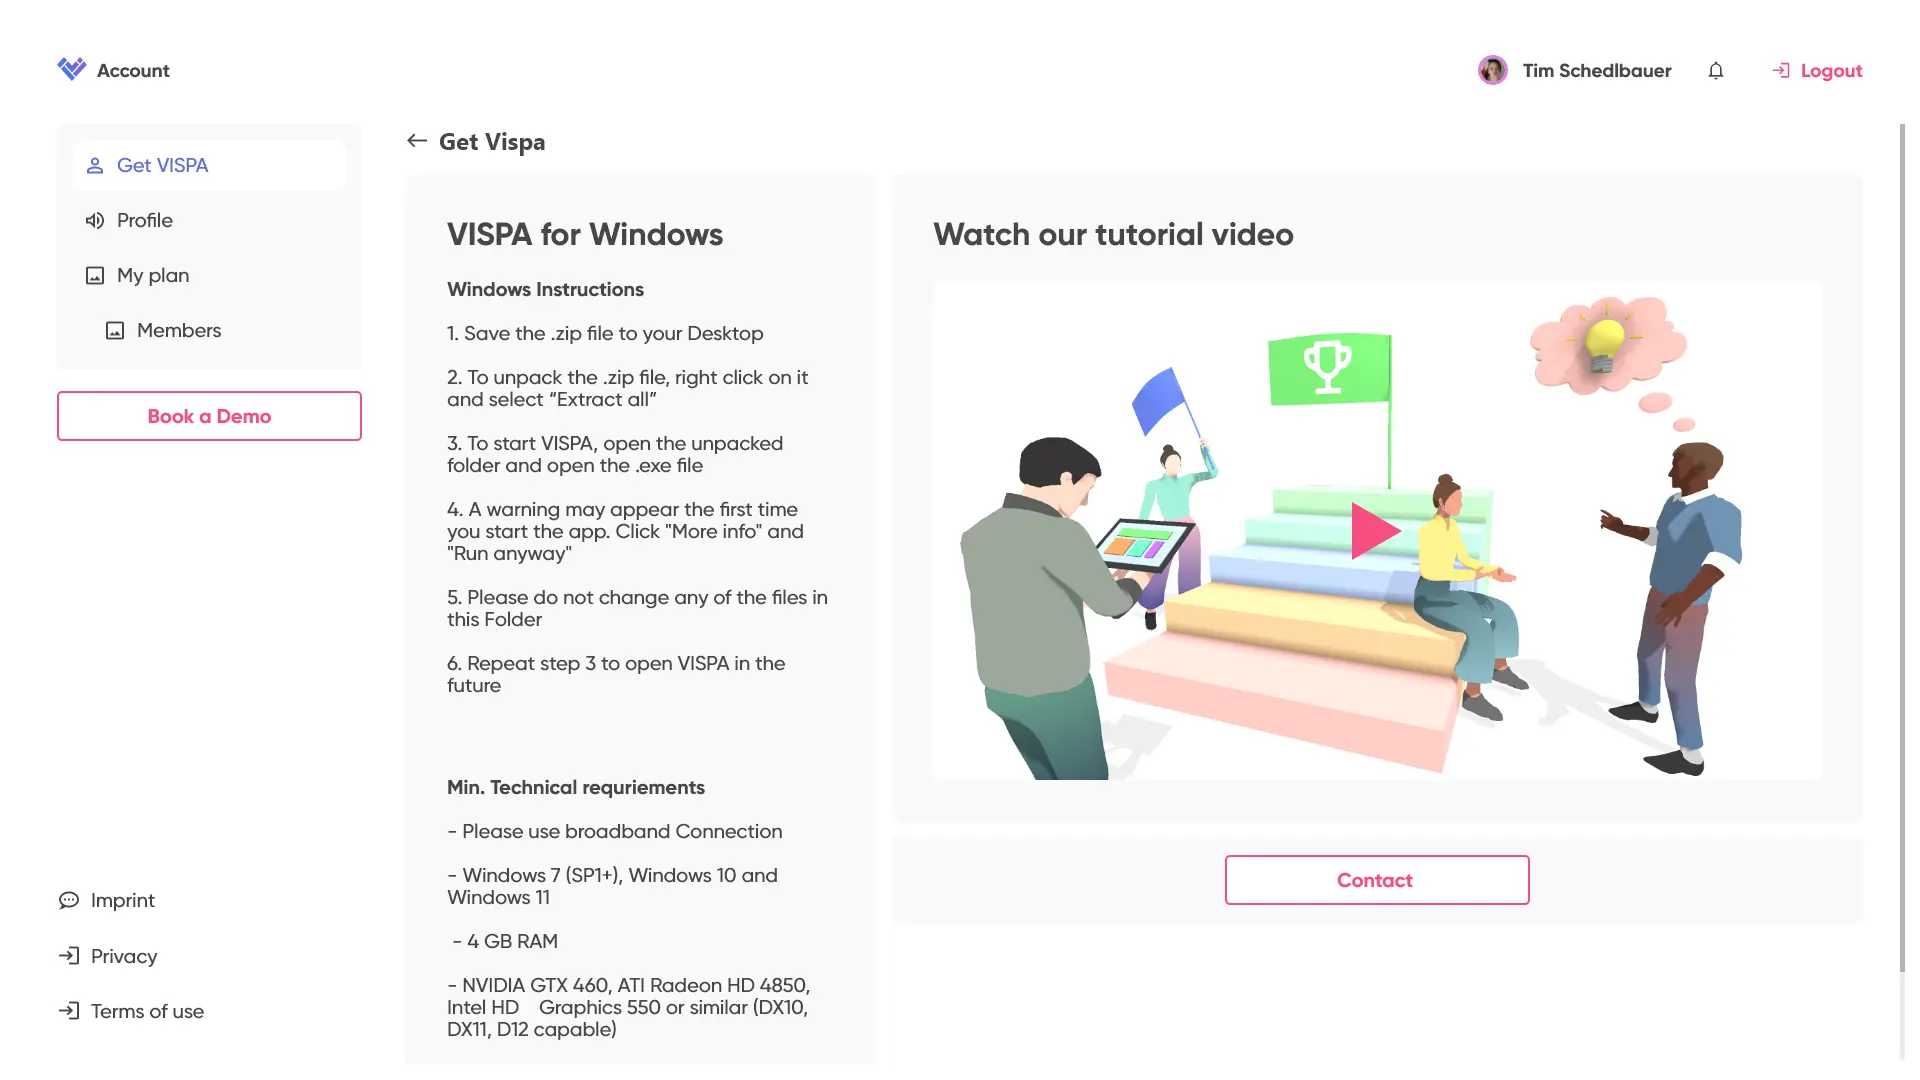 Account
Tim Schedlbauer
Logout
Get VISPA
Profile
My plan
Members
Book a Demo
Imprint
Privacy
Terms of use
Get Vispa
VISPA for Windows
Windows Instructions
1. Save the .zip file to your Desktop
2. To unpack the .zip file, right click on it
and select “Extract all”
3. To start VISPA, open the unpacked
folder and open the .exe file
4. A warning may appear the first time
you start the app. Click "More info" and
"Run anyway"
5. Please do not change any of the files in
this Folder
6. Repeat step 3 to open VISPA in the
future
Min. Technical requriements
- Please use broadband Connection
- Windows 7 (SP1+), Windows 10 and
Windows 11
- 4 GB RAM
- NVIDIA GTX 460, ATI Radeon HD 4850,
Intel HD Graphics 550 or similar (DX10,
DX11, D12 capable)
Watch our tutorial video
Contact